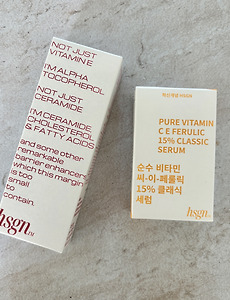 NOT JUST
VITAMIN E
I'M ALPHA
TOCOPHEROL
NOT JUST
CERAMIDE
I'M CERAMIDE,
CHOLESTEROL
& FATTY ACIDS
and some other
remarkable
barrier enhancers
which this margin
is too
small
to
contain.
hsgn
PURE VITAMIN
C E FERULIC
15% CLASSIC
SERUM
순수 비타민
씨-이-페룰릭
15% 클래식
세럼
hsgn